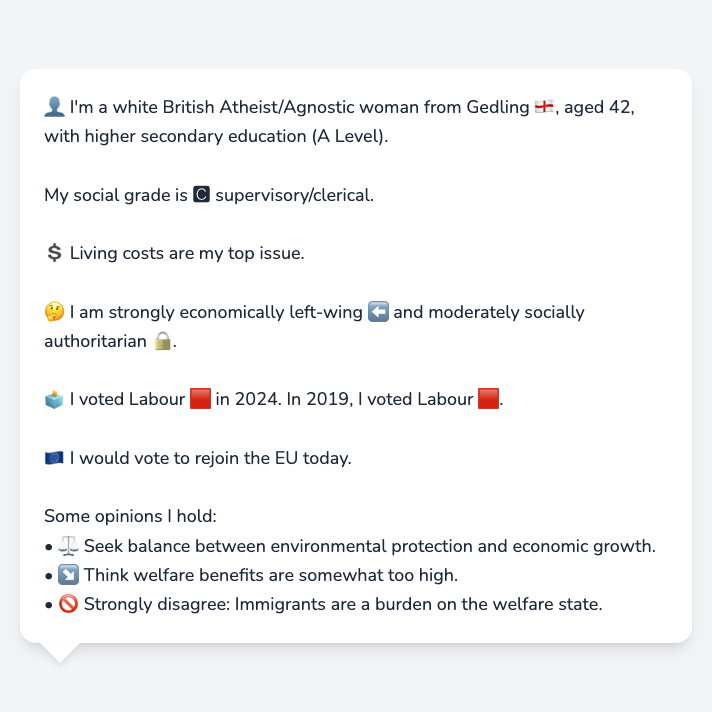 👤 I'm a white British Atheist/Agnostic woman from Gedling 🏴󠁧󠁢󠁥󠁮󠁧󠁿, aged 42,
with higher secondary education (A Level).
My social grade is 🅲 supervisory/clerical.
💲 Living costs are my top issue.
🤔 I am strongly economically left-wing ⬅️ and moderately socially
authoritarian 🔒.
🗳️ I voted Labour 🟥 in 2024. In 2019, I voted Labour 🟥.
🇪🇺 I would vote to rejoin the EU today.
Some opinions I hold:
• ⚖️ Seek balance between environmental protection and economic growth.
• ↘️ Think welfare benefits are somewhat too high.
• 🚫 Strongly disagree: Immigrants are a burden on the welfare state.